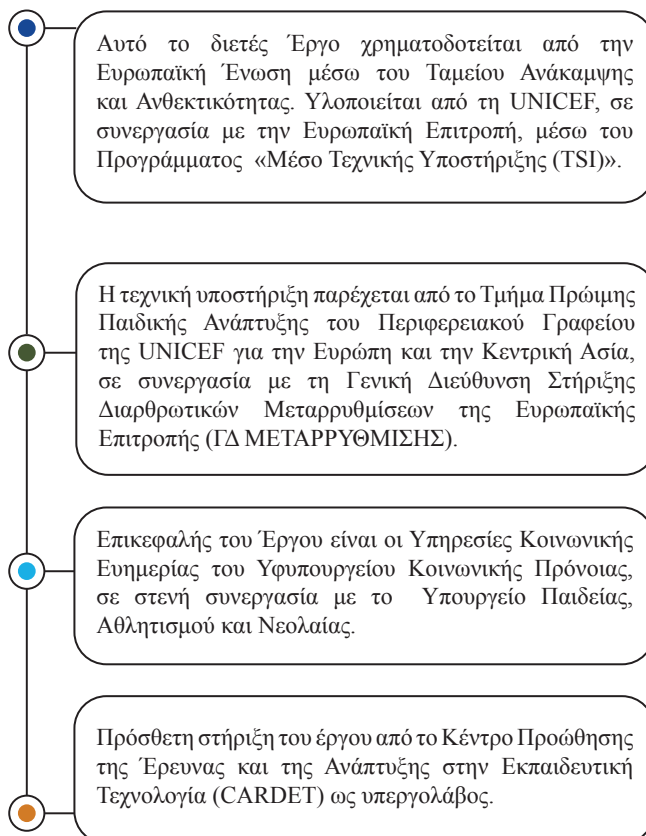 Αυτό το διετές Έργο χρηματοδοτείται από την
Ευρωπαϊκή Ένωση μέσω του Ταμείου Ανάκαμψης
και Ανθεκτικότητας. Υλοποιείται από τη UNICEF, σε
συνεργασία με την Ευρωπαϊκή Επιτροπή, μέσω του
Προγράμματος «Μέσο Τεχνικής Υποστήριξης (TSI)».
Η τεχνική υποστήριξη παρέχεται από το Τμήμα Πρώιμης
Παιδικής Ανάπτυξης του Περιφερειακού Γραφείου
της UNICEF για την Ευρώπη και την Κεντρική Ασία,
σε συνεργασία με τη Γενική Διεύθυνση Στήριξης
Διαρθρωτικών Μεταρρυθμίσεων της Ευρωπαϊκής
Επιτροπής (ΓΔ ΜΕΤΑΡΡΥΘΜΙΣΗΣ).
Επικεφαλής του Έργου είναι οι Υπηρεσίες Κοινωνικής
Ευημερίας του Υφυπουργείου Κοινωνικής Πρόνοιας,
σε στενή συνεργασία με το Υπουργείο Παιδείας,
Αθλητισμού και Νεολαίας.
Πρόσθετη στήριξη του έργου από το Κέντρο Προώθησης
της Έρευνας και της Ανάπτυξης στην Εκπαιδευτική
Τεχνολογία (CARDET) ως υπεργολάβος.